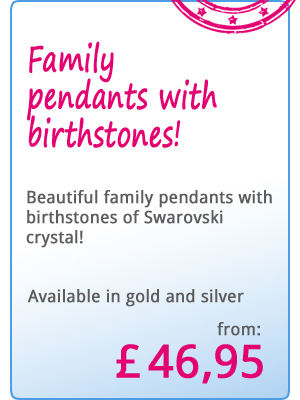 Family
pendants with
birthstones!
Beautiful family pendants with
birthstones of Swarovski
crystal!
Available in gold and silver
from:
£ 46,95